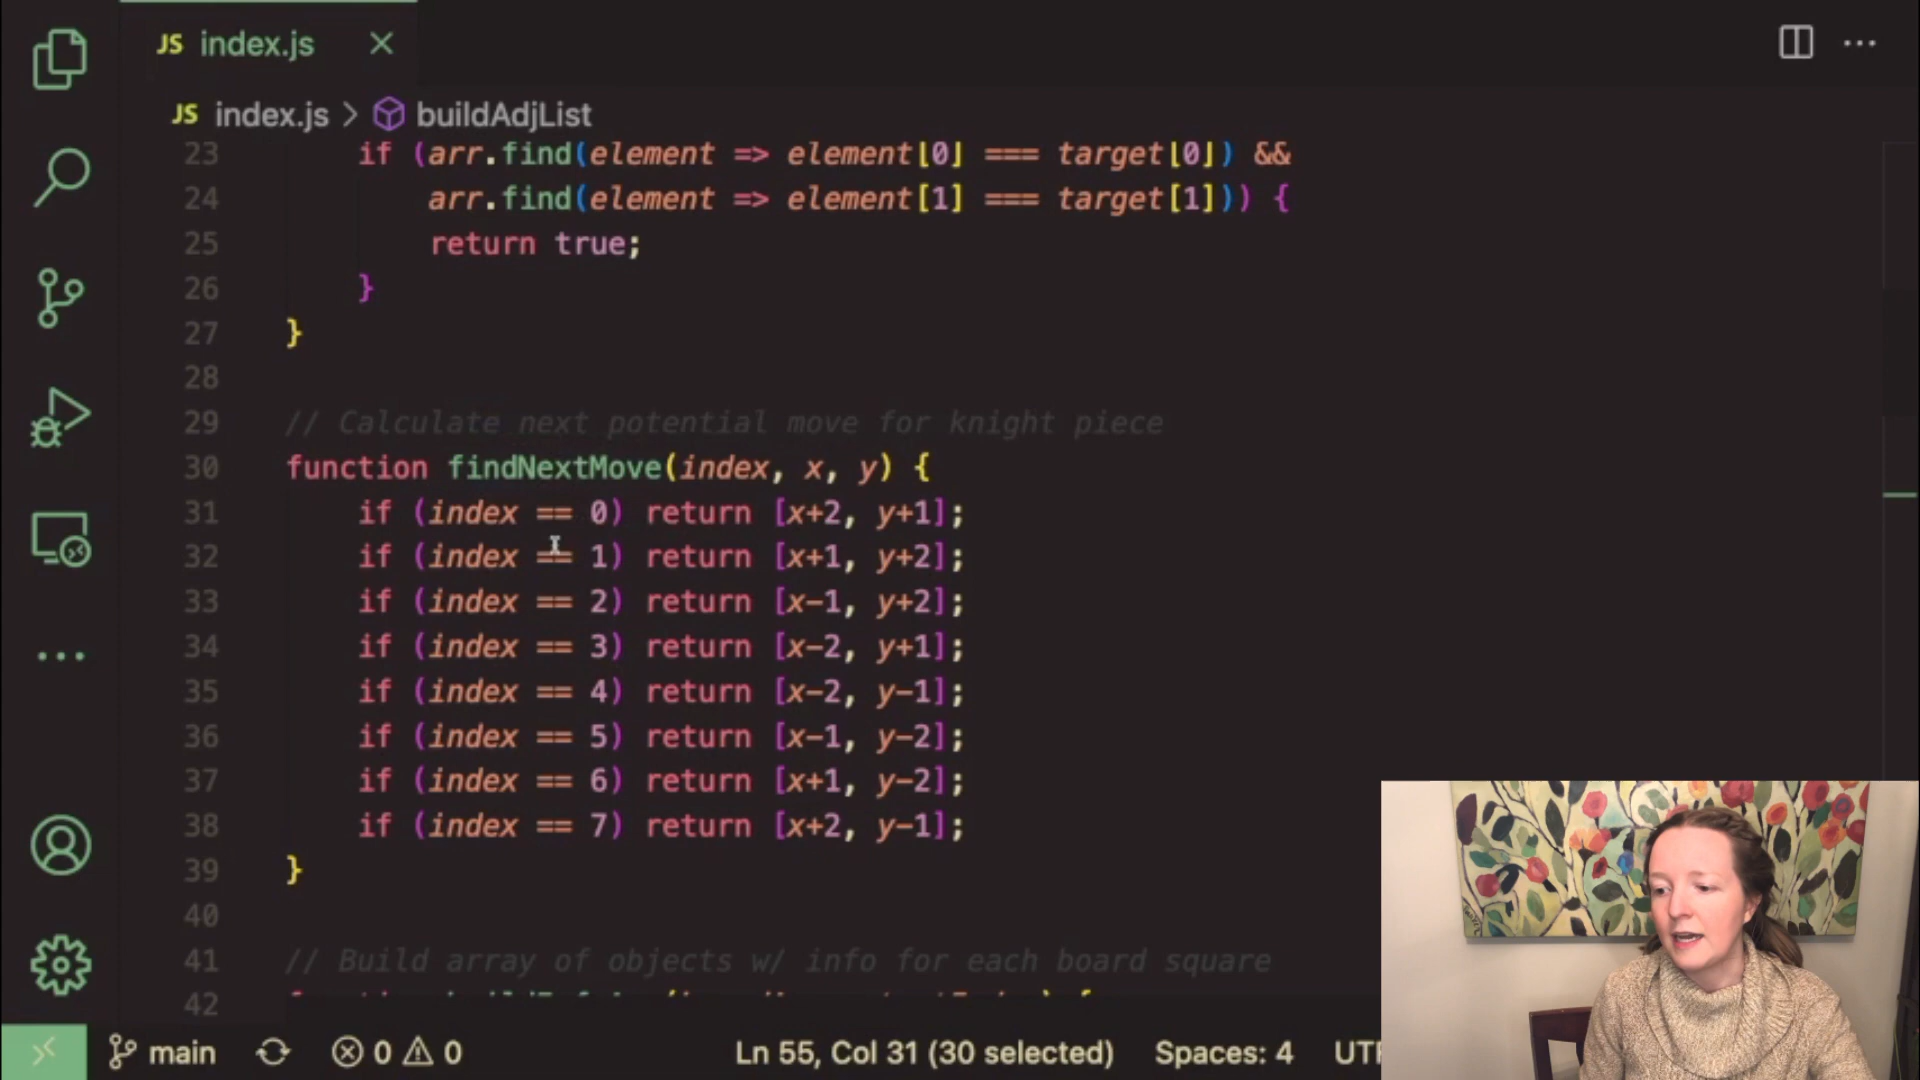 JS index.js
JS index.js > buildAdjList
23 if (arr.find(element => element[0] === target[0]) &&
24 arr.find(element => element[1] === target[1])) {
25 return true;
26 }
27 }
28
29 // Calculate next potential move for knight piece
30 function findNextMove(index, x, y) {
31 if (index == 0) return [x+2, y+1];
32 if (index == 1) return [x+1, y+2];
33 if (index == 2) return [x-1, y+2];
34 if (index == 3) return [x-2, y+1];
35 if (index == 4) return [x-2, y-1];
36 if (index == 5) return [x-1, y-2];
37 if (index == 6) return [x+1, y-2];
38 if (index == 7) return [x+2, y-1];
39 }
40
41 // Build array of objects w/ info for each board square
42
main 0 0 Ln 55, Col 31 (30 selected) Spaces: 4 UTF